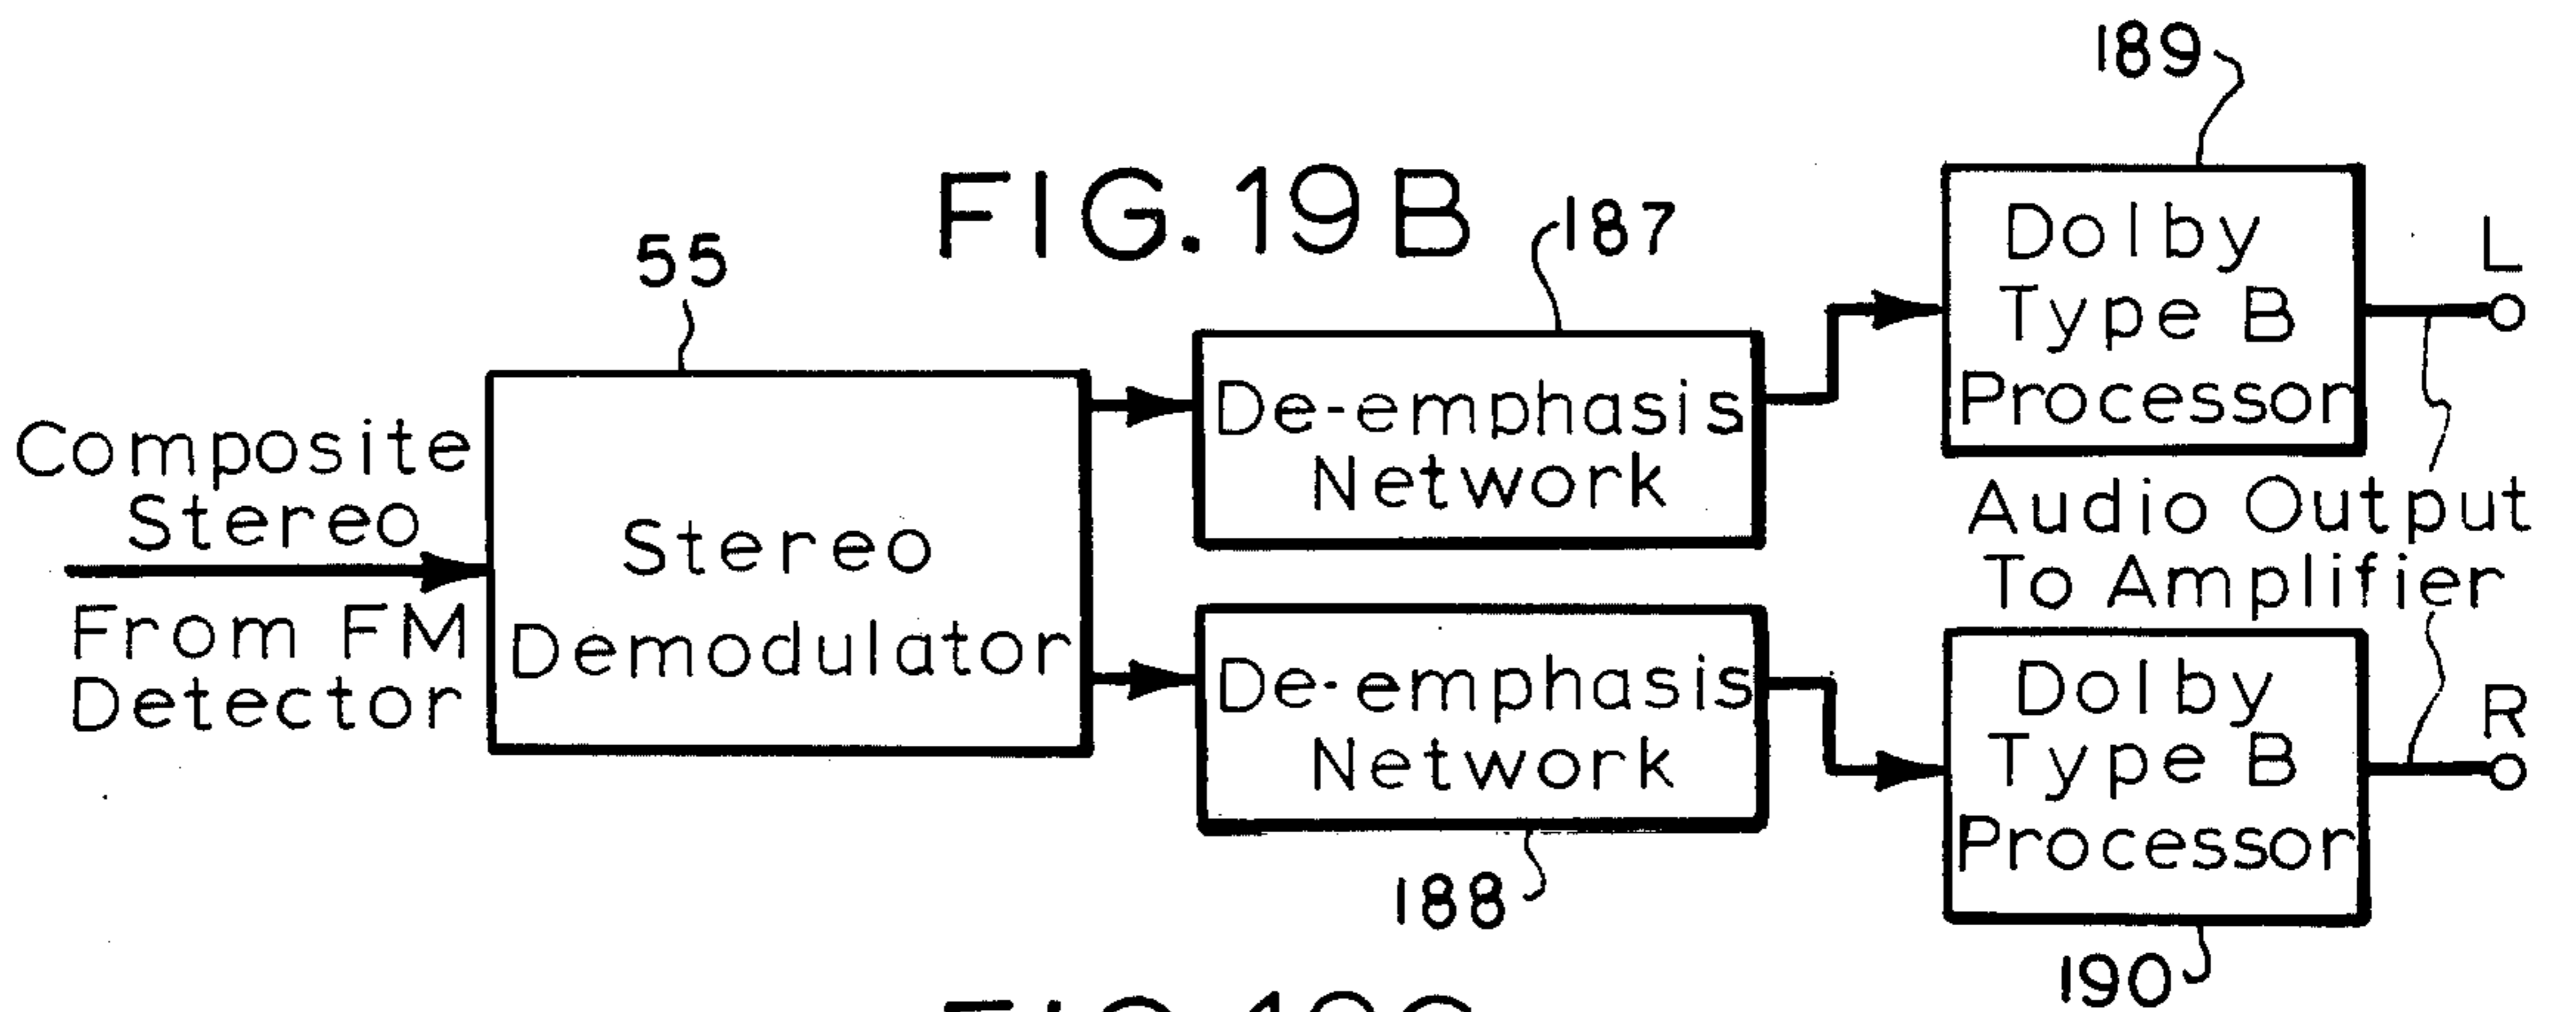 FIG. 19B
55
187
189
Composite
Stereo
From FM
Detector
Stereo
Demodulator
De-emphasis
Network
De-emphasis
Network
188
Dolby
Type B
Processor
L
Audio Output
To Amplifier
Dolby
Type B
Processor
R
190